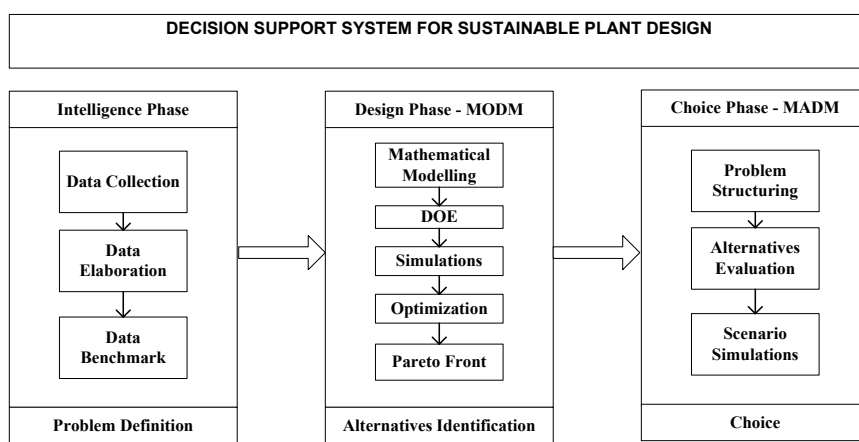 DECISION SUPPORT SYSTEM FOR SUSTAINABLE PLANT DESIGN
Intelligence Phase
Data Collection
Data
Elaboration
Data
Benchmark
Problem Definition
Design Phase - MODM
Mathematical
Modelling
DOE
Simulations
Optimization
Pareto Front
Alternatives Identification
Choice Phase - MADM
Problem
Structuring
Alternatives
Evaluation
Scenario
Simulations
Choice